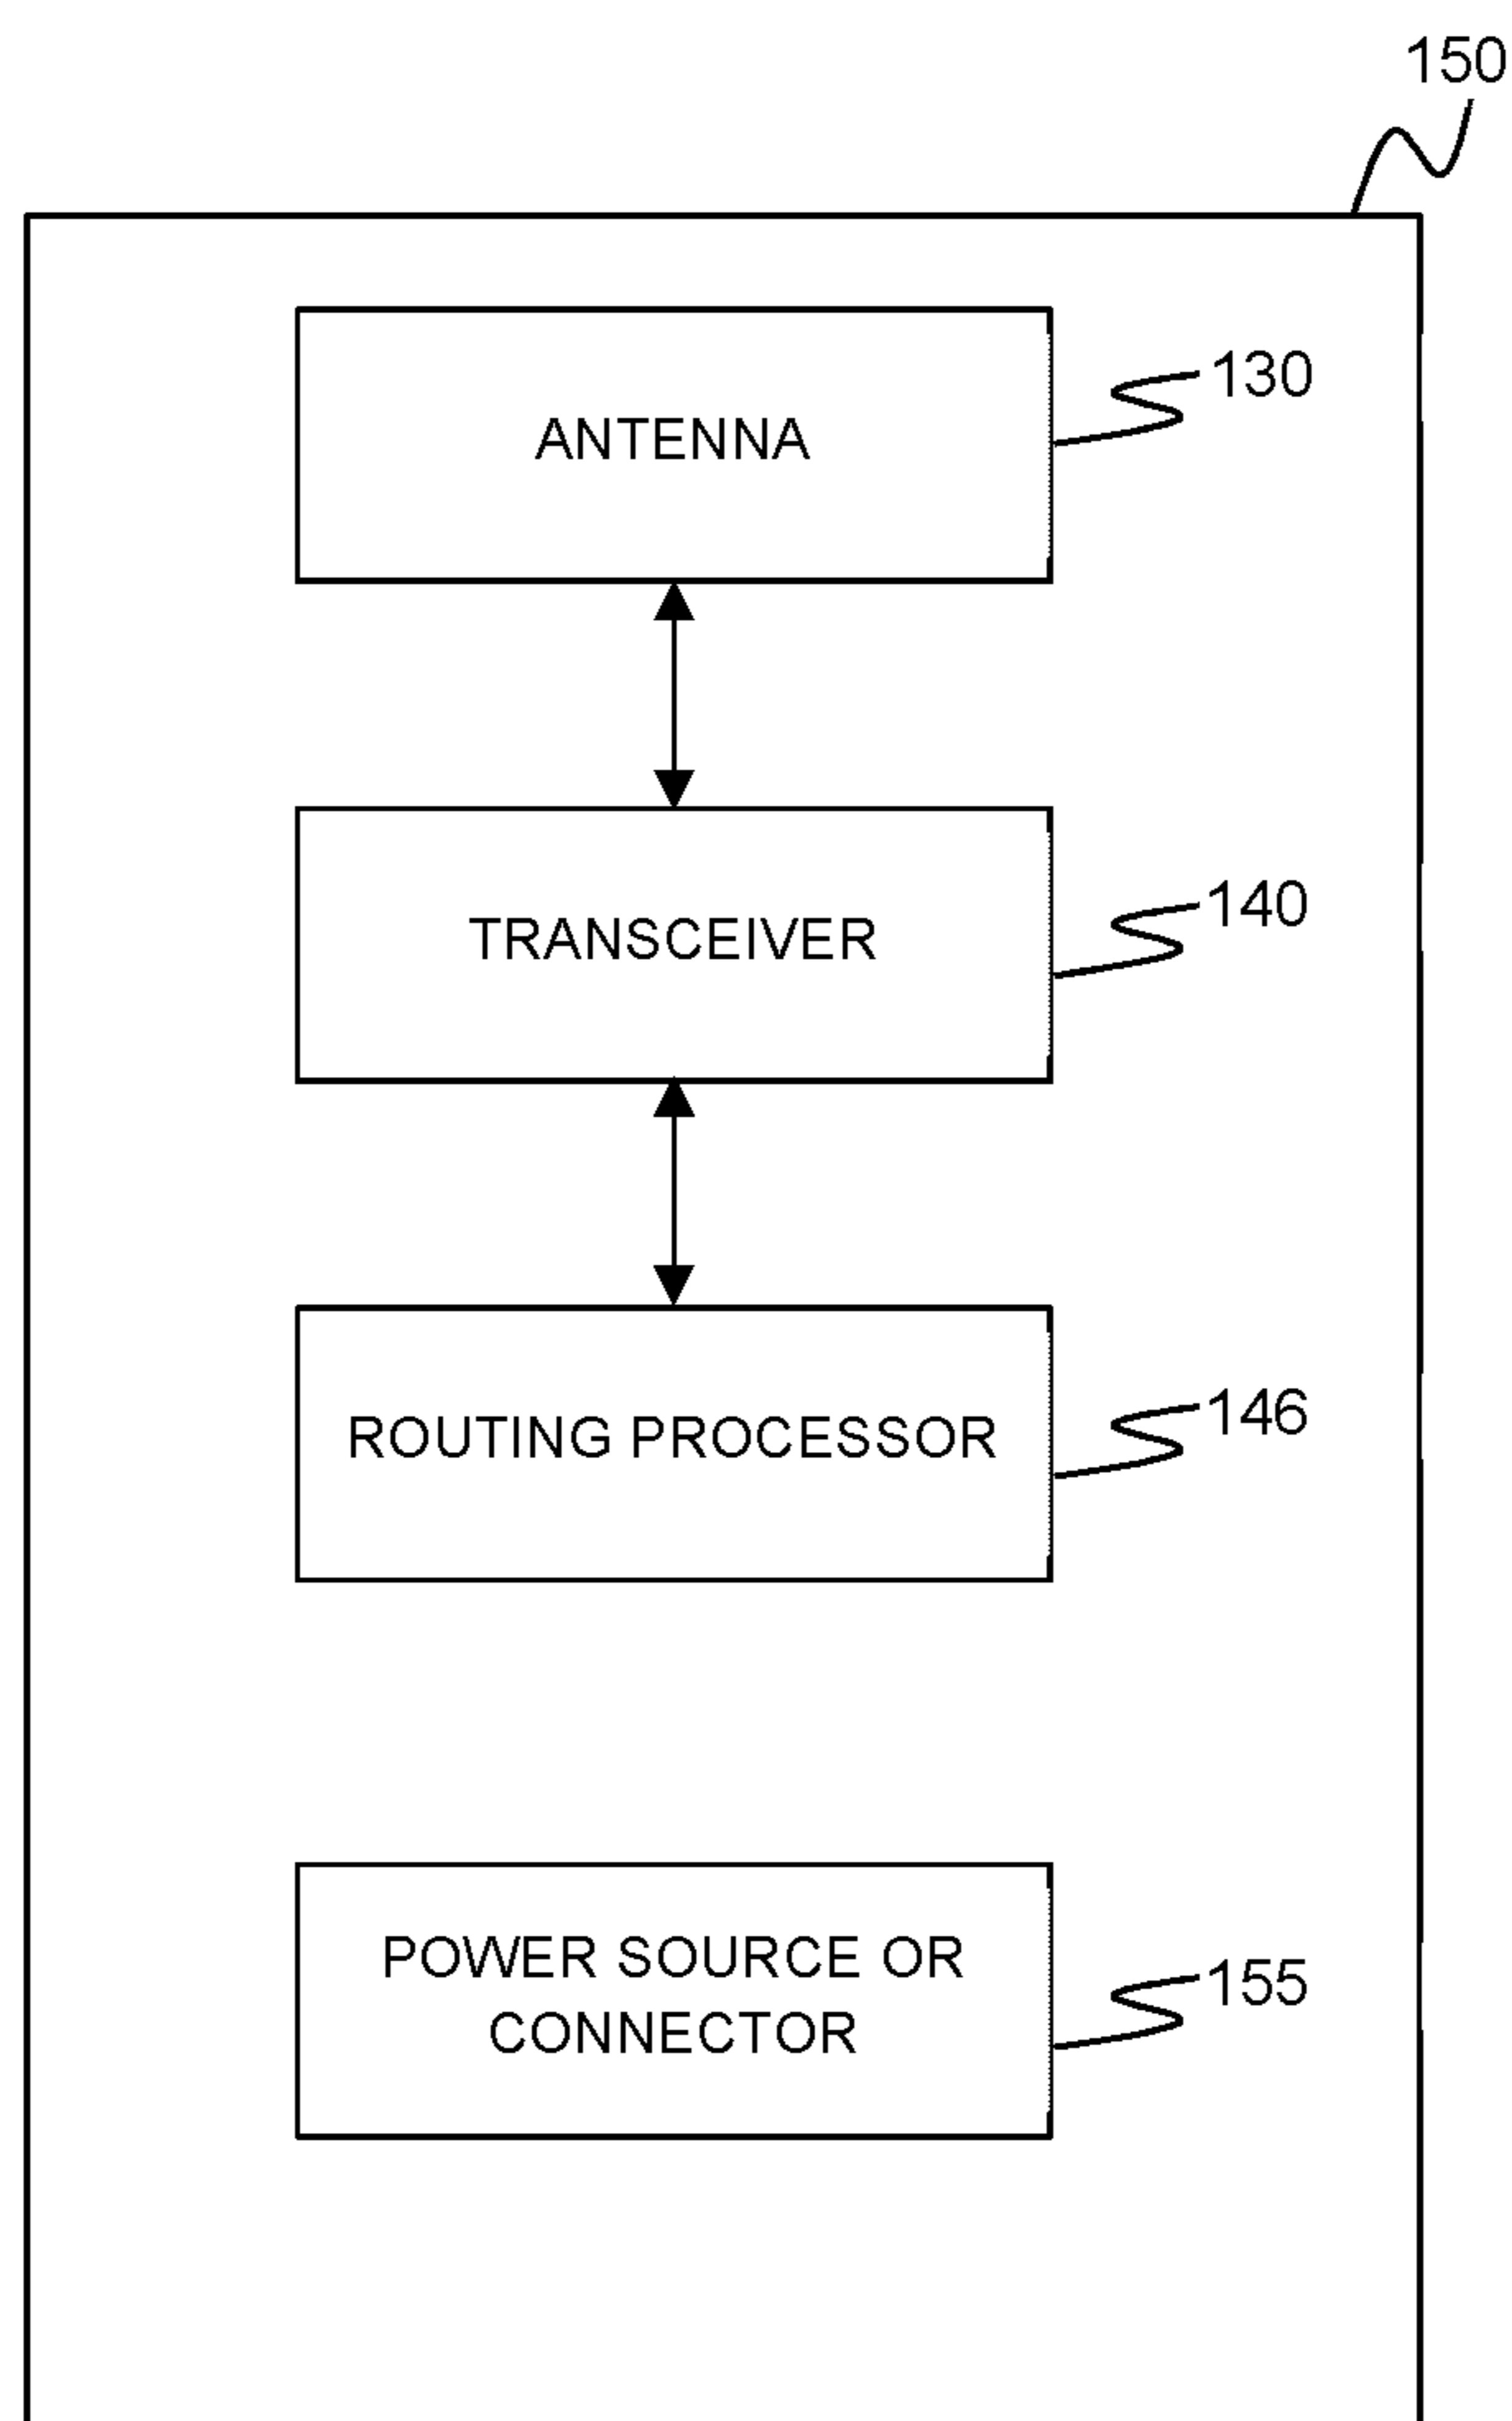 150
ANTENNA
130
TRANSCEIVER
140
ROUTING PROCESSOR
146
POWER SOURCE OR
CONNECTOR
155